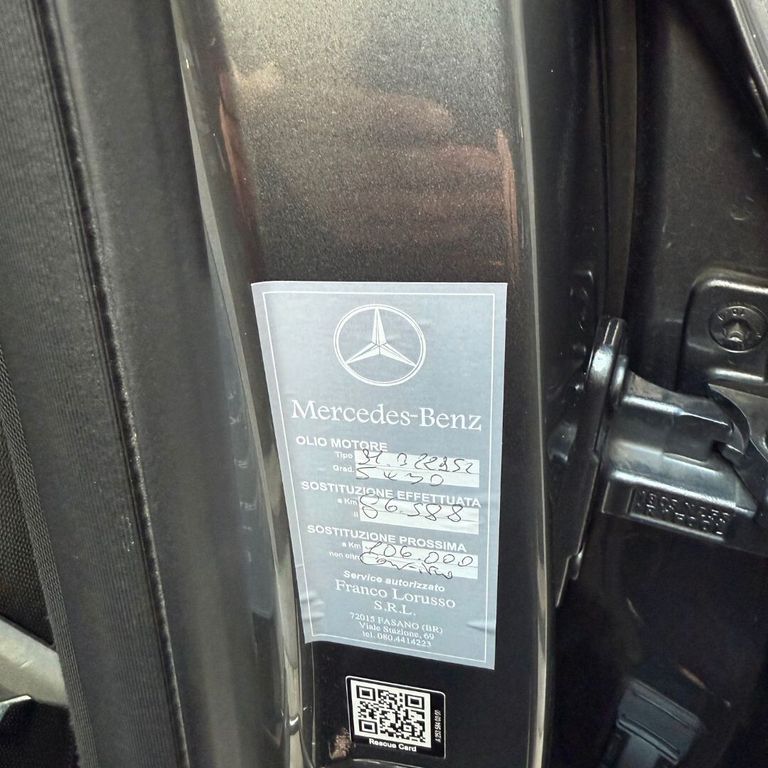 Mercedes-Benz
OLIO MOTORE
Tipo
Grad. 5W30
SOSTITUZIONE EFFETTUATA
a Km 86.588
il
SOSTITUZIONE PROSSIMA
a Km 106.000
non oltre
Service autorizzato
Franco Lorusso
S.R.L.
72015 FASANO (BR)
Viale Stazione, 69
tel. 080.4414223
Rescue Card